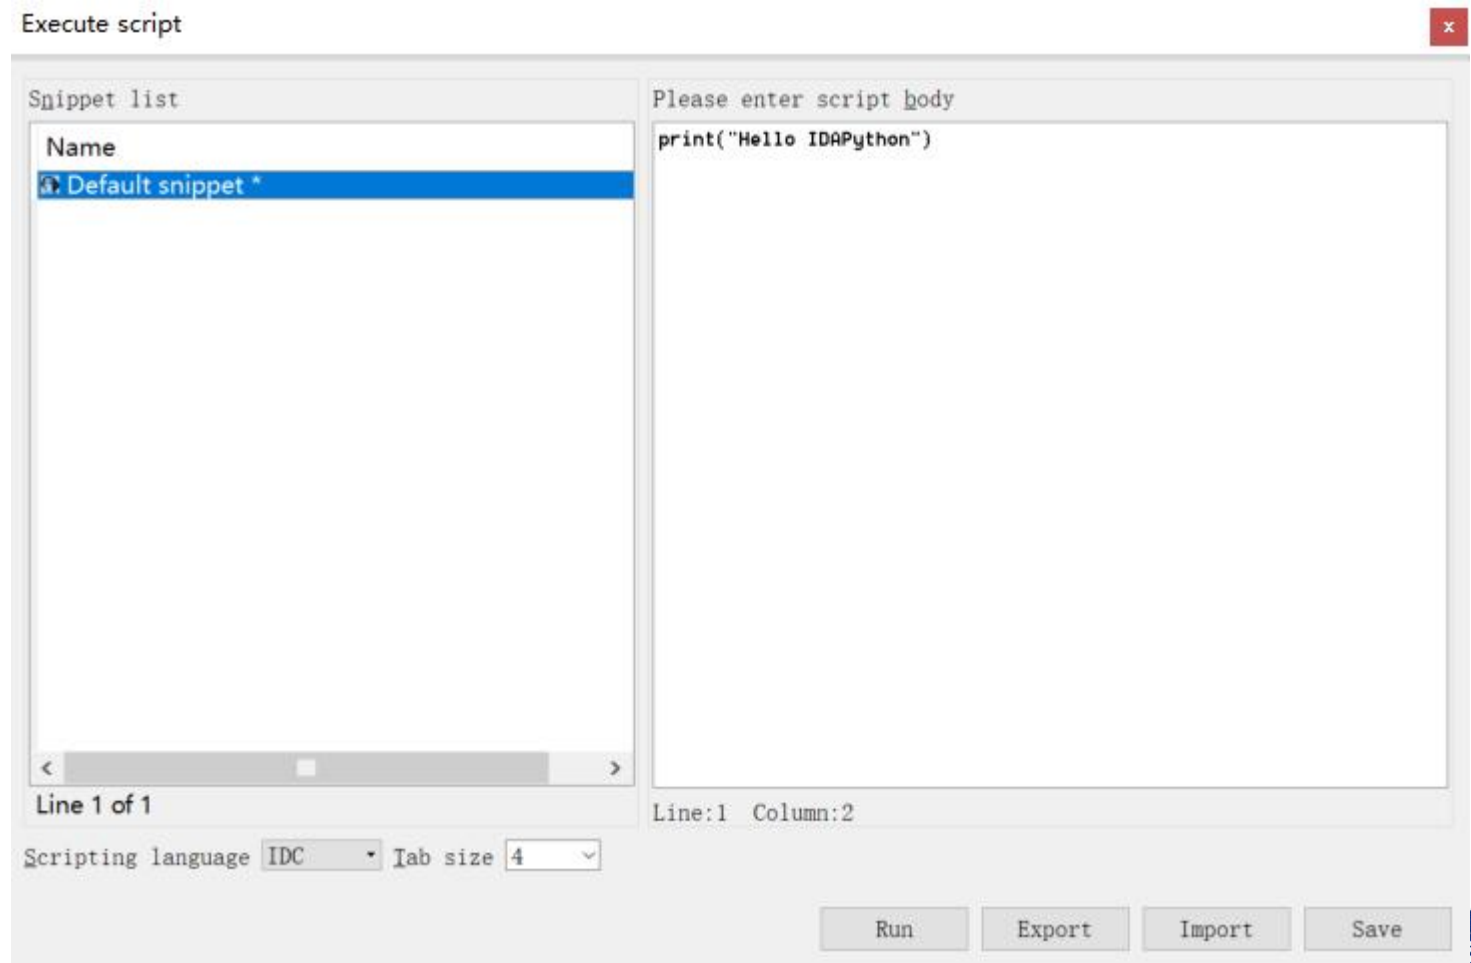 Execute script
x
Snippet list
Name
Default snippet *
Line 1 of 1
Please enter script body
print("Hello IDAPython")
Line:1 Column:2
Scripting language IDC Tab size 4
Run Export Import Save